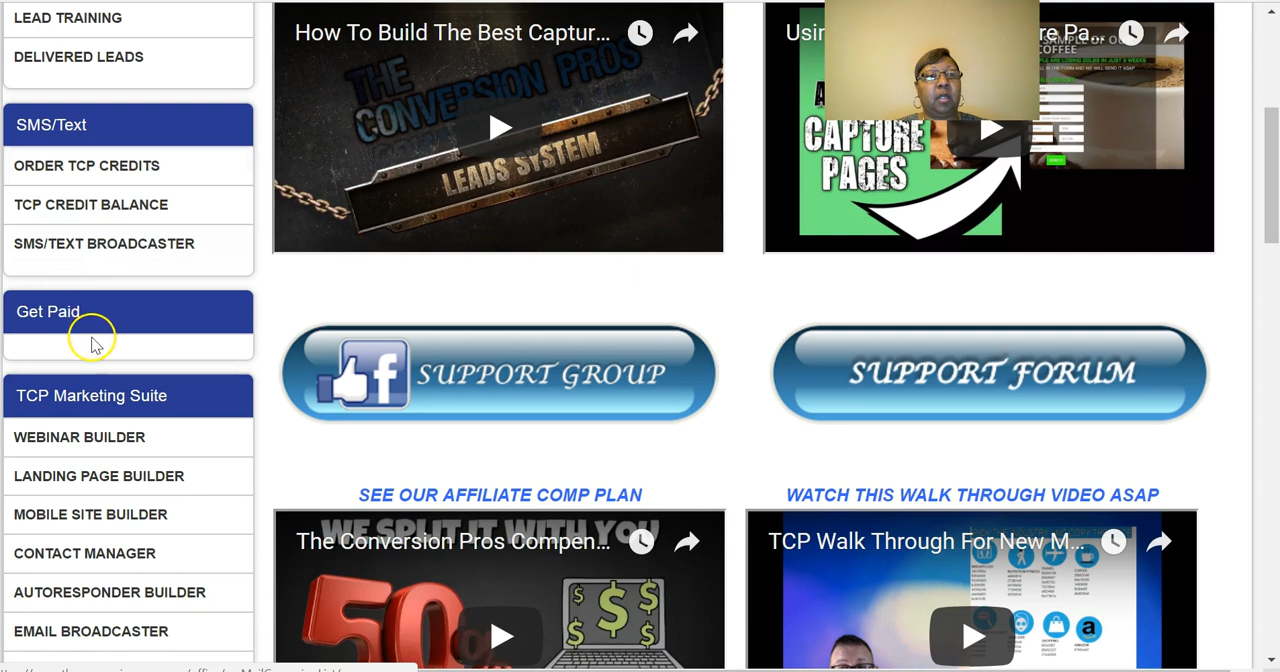 LEAD TRAINING
DELIVERED LEADS
SMS/Text
ORDER TCP CREDITS
TCP CREDIT BALANCE
SMS/TEXT BROADCASTER
Get Paid
TCP Marketing Suite
WEBINAR BUILDER
LANDING PAGE BUILDER
MOBILE SITE BUILDER
CONTACT MANAGER
AUTORESPONDER BUILDER
EMAIL BROADCASTER
How To Build The Best Captur...
THE
CONVERSION PROS
LEADS SYSTEM
SAMPLE OF OU
COFFEE
CAPTURE
PAGES
SUPPORT GROUP
SUPPORT FORUM
SEE OUR AFFILIATE COMP PLAN
WATCH THIS WALK THROUGH VIDEO ASAP
WE SPLIT IT WITH YOU
The Conversion Pros Compen...
50%
TCP Walk Through For New M...